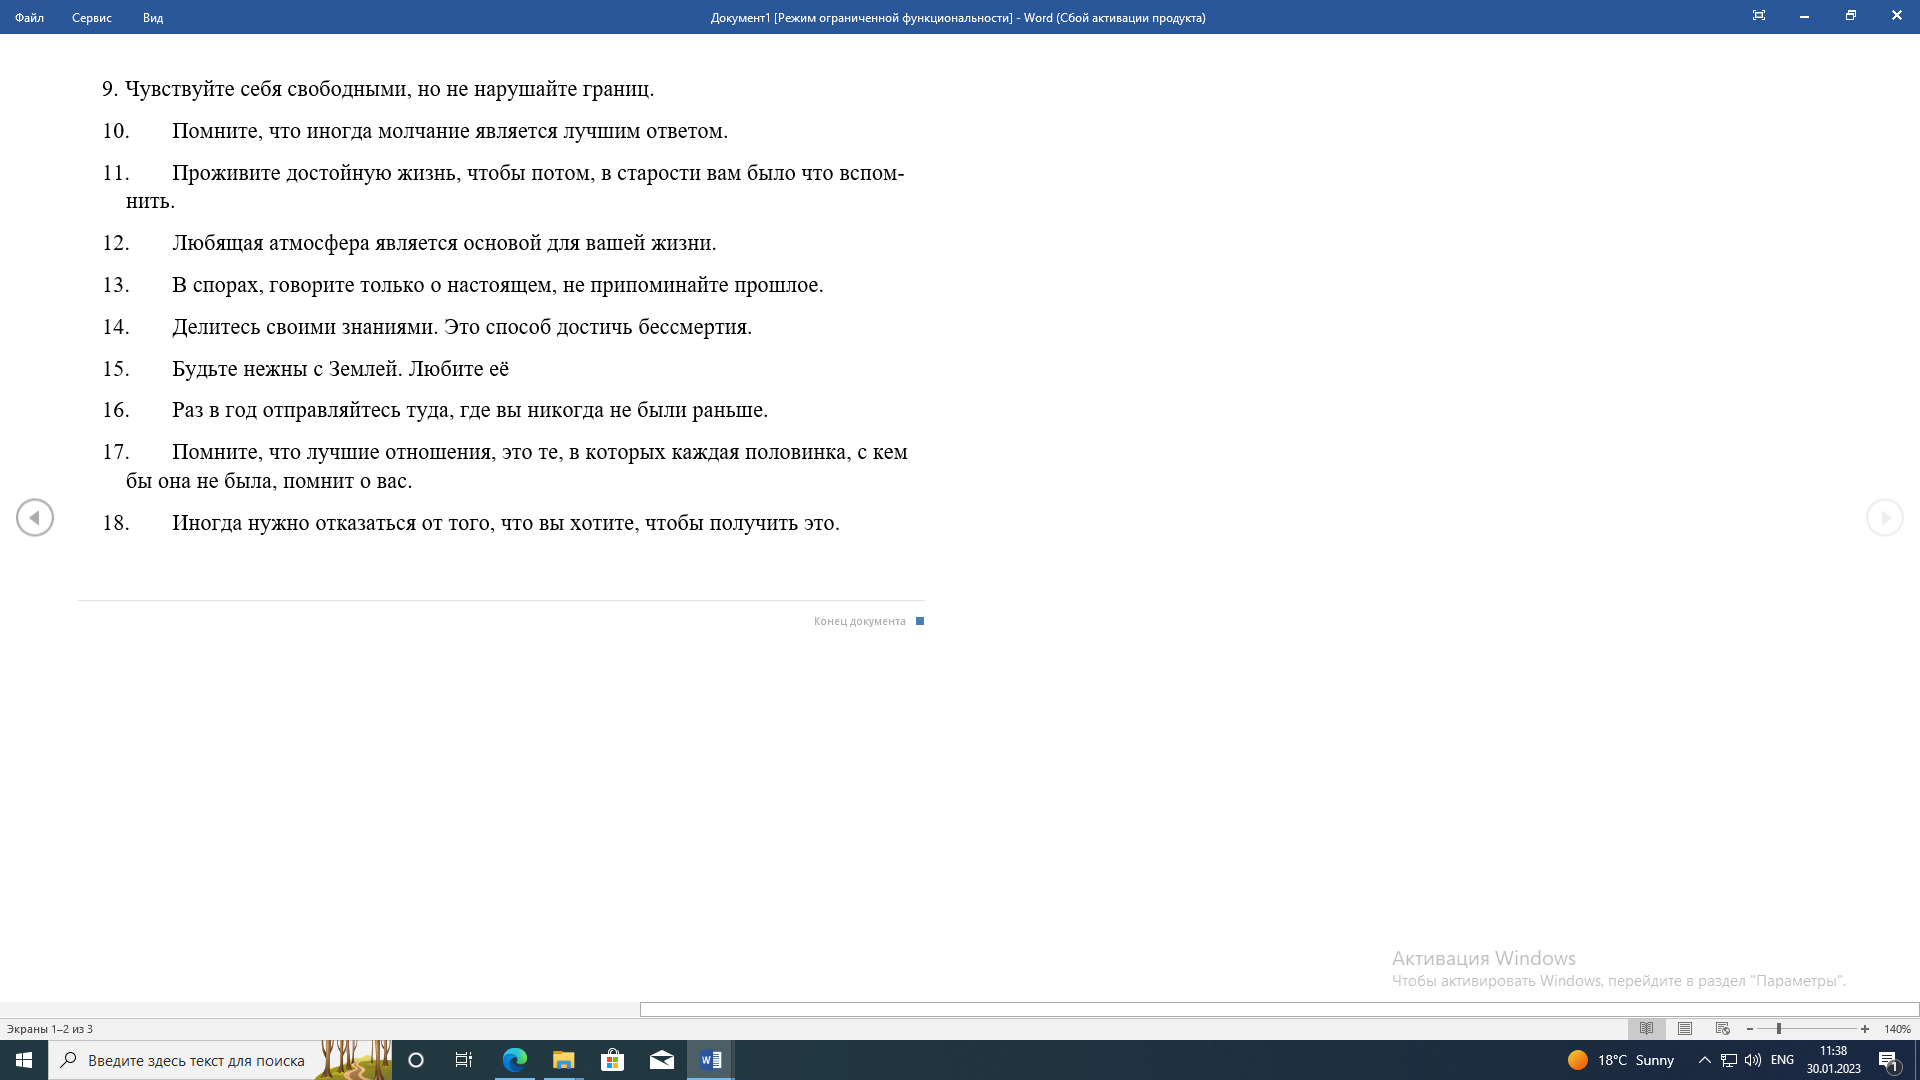 Файл Сервис Вид Документ1 [Режим ограниченной функциональности] - Word (Сбой активации продукта)
9. Чувствуйте себя свободными, но не нарушайте границ.
10. Помните, что иногда молчание является лучшим ответом.
11. Проживите достойную жизнь, чтобы потом, в старости вам было что вспом-
нить.
12. Любящая атмосфера является основой для вашей жизни.
13. В спорах, говорите только о настоящем, не припоминайте прошлое.
14. Делитесь своими знаниями. Это способ достичь бессмертия.
15. Будьте нежны с Землей. Любите её
16. Раз в год отправляйтесь туда, где вы никогда не были раньше.
17. Помните, что лучшие отношения, это те, в которых каждая половинка, с кем
бы она не была, помнит о вас.
18. Иногда нужно отказаться от того, что вы хотите, чтобы получить это.
Конец документа
Активация Windows
Чтобы активировать Windows, перейдите в раздел "Параметры".
Экраны 1–2 из 3 140%
Введите здесь текст для поиска 18°C Sunny ENG 11:38
30.01.2023 1